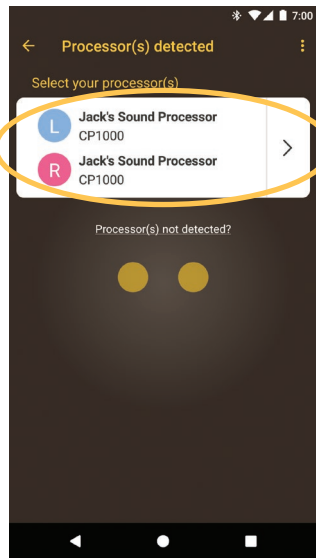 7:00
Processor(s) detected
Select your processor(s)
L
Jack's Sound Processor
CP1000
R
Jack's Sound Processor
CP1000
Processor(s) not detected?